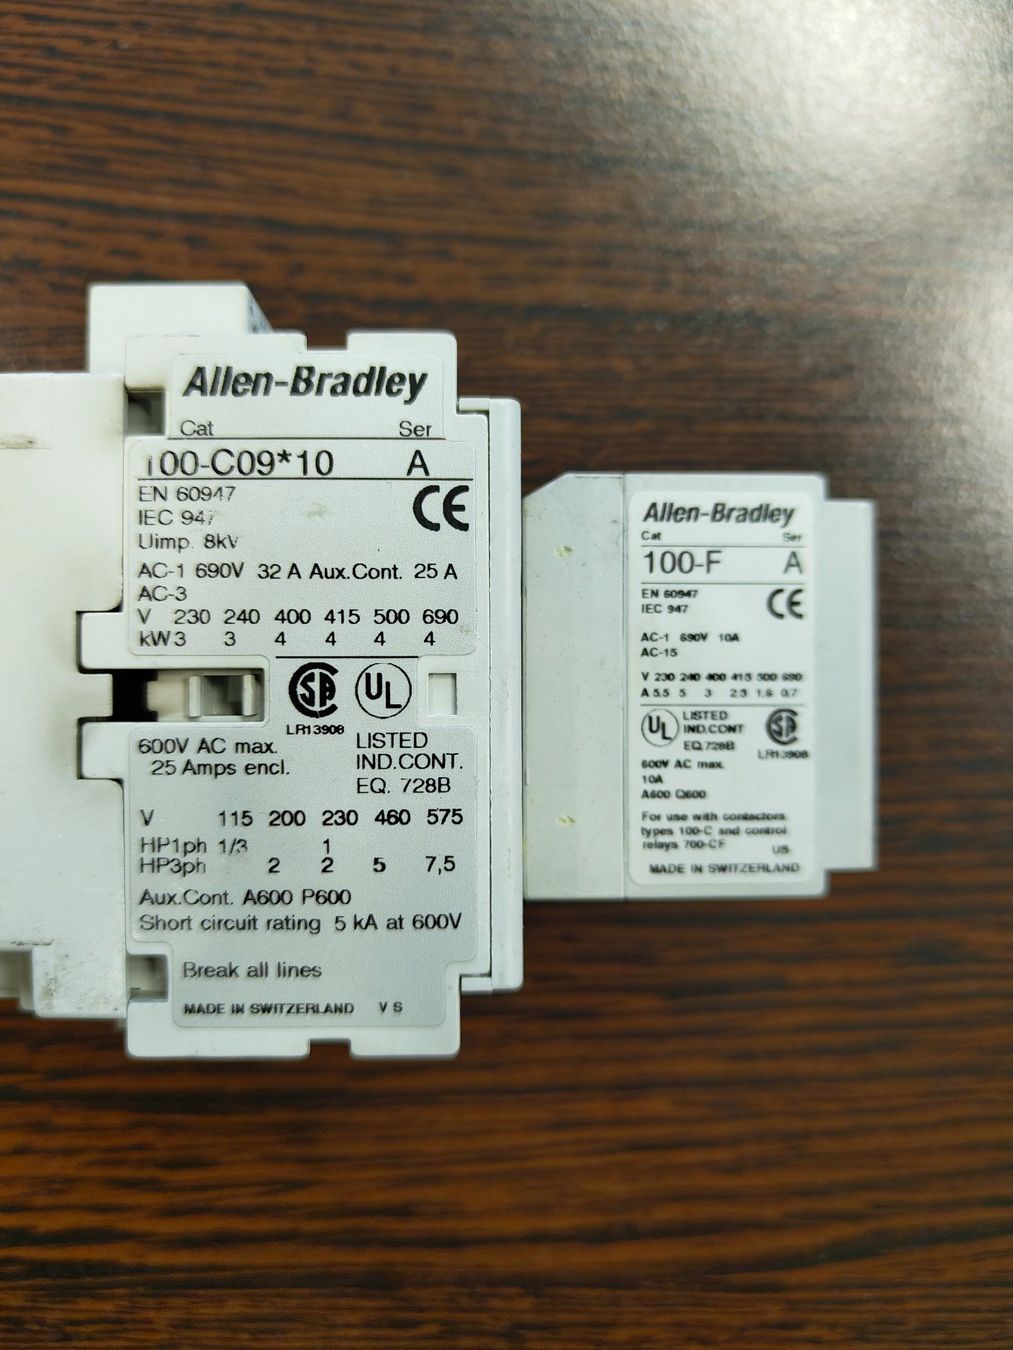 Allen-Bradley
Cat Ser
100-C09*10 A
EN 60947
IEC 947
CE
Uimp. 8kV
AC-1 690V 32 A Aux.Cont. 25 A
AC-3
V 230 240 400 415 500 690
kW 3 3 4 4 4 4
SA UL
LR13908
600V AC max.
25 Amps encl.
LISTED
IND.CONT.
EQ. 728B
V 115 200 230 460 575
HP1ph 1/3 1
HP3ph 2 2 5 7,5
Aux.Cont. A600 P600
Short circuit rating 5 kA at 600V
Break all lines
MADE IN SWITZERLAND V S
Allen-Bradley
Cat Ser
100-F A
EN 60947
IEC 947
CE
AC-1 690V 10A
AC-15
V 230 240 400 415 500 690
A 5,5 5 3 2.5 1.6 0.7
UL
LISTED
IND.CONT
EQ 728B
SA
LR13908
600V AC max.
10A
A600 Q600
For use with contactors
types 100-C and control
relays 700-CF US
MADE IN SWITZERLAND